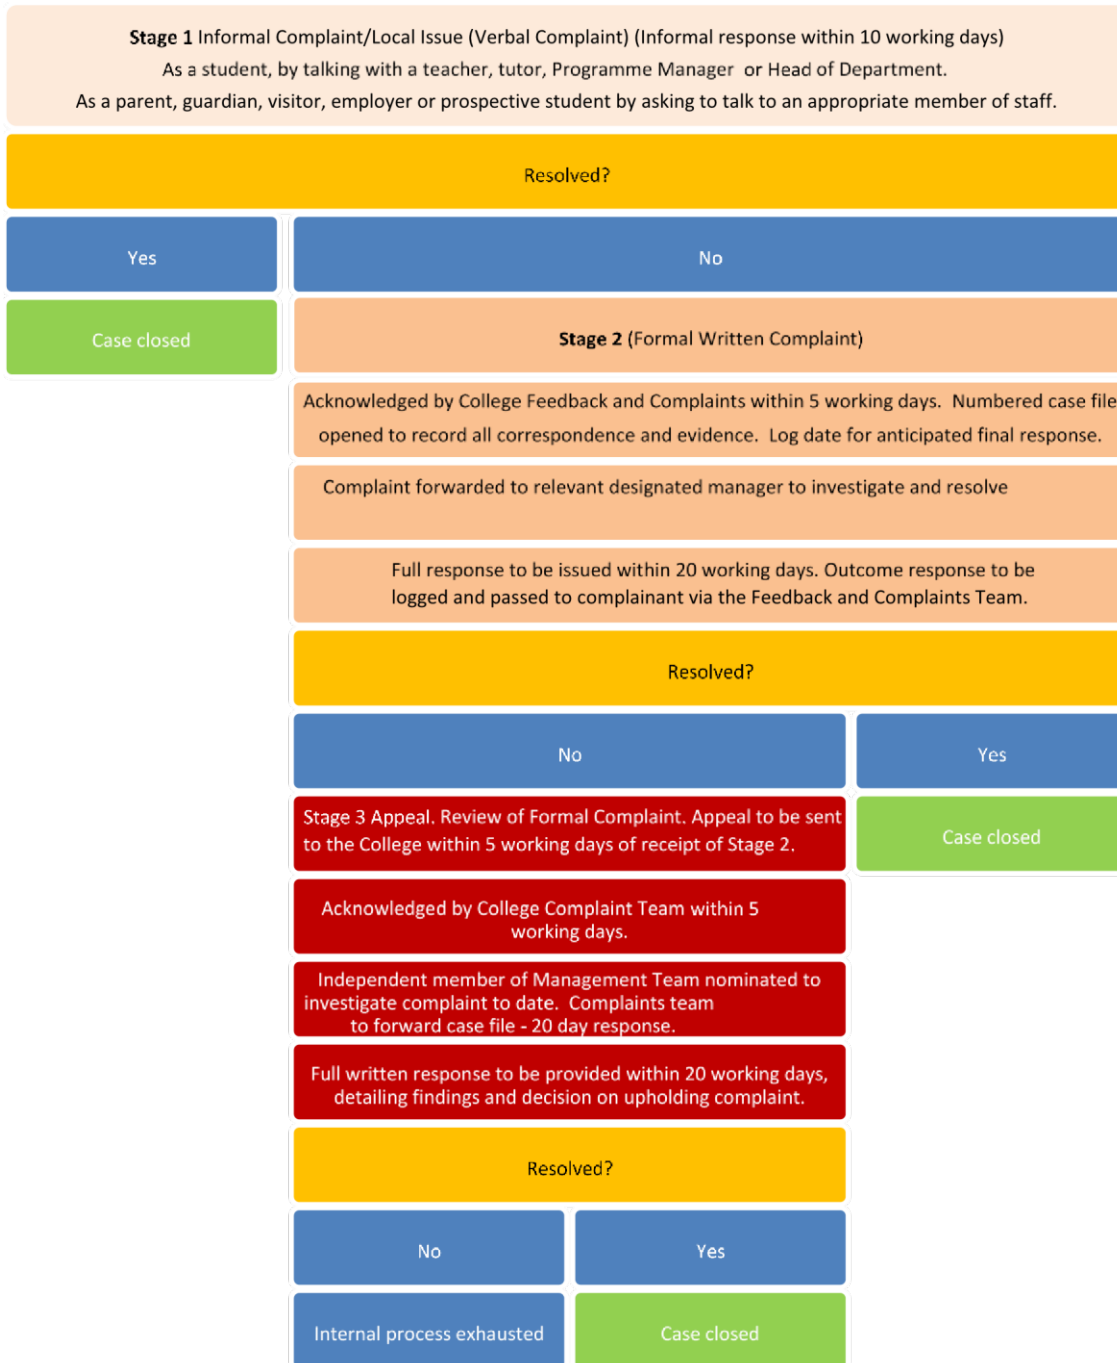 Stage 1 Informal Complaint/Local Issue (Verbal Complaint) (Informal response within 10 working days)
As a student, by talking with a teacher, tutor, Programme Manager or Head of Department.
As a parent, guardian, visitor, employer or prospective student by asking to talk to an appropriate member of staff.
Resolved?
Yes
No
Case closed
Stage 2 (Formal Written Complaint)
Acknowledged by College Feedback and Complaints within 5 working days. Numbered case file
opened to record all correspondence and evidence. Log date for anticipated final response.
Complaint forwarded to relevant designated manager to investigate and resolve
Full response to be issued within 20 working days. Outcome response to be
logged and passed to complainant via the Feedback and Complaints Team.
Resolved?
No
Yes
Stage 3 Appeal. Review of Formal Complaint. Appeal to be sent
to the College within 5 working days of receipt of Stage 2.
Case closed
Acknowledged by College Complaint Team within 5
working days.
Independent member of Management Team nominated to
investigate complaint to date. Complaints team
to forward case file - 20 day response.
Full written response to be provided within 20 working days,
detailing findings and decision on upholding complaint.
Resolved?
No
Yes
Internal process exhausted
Case closed